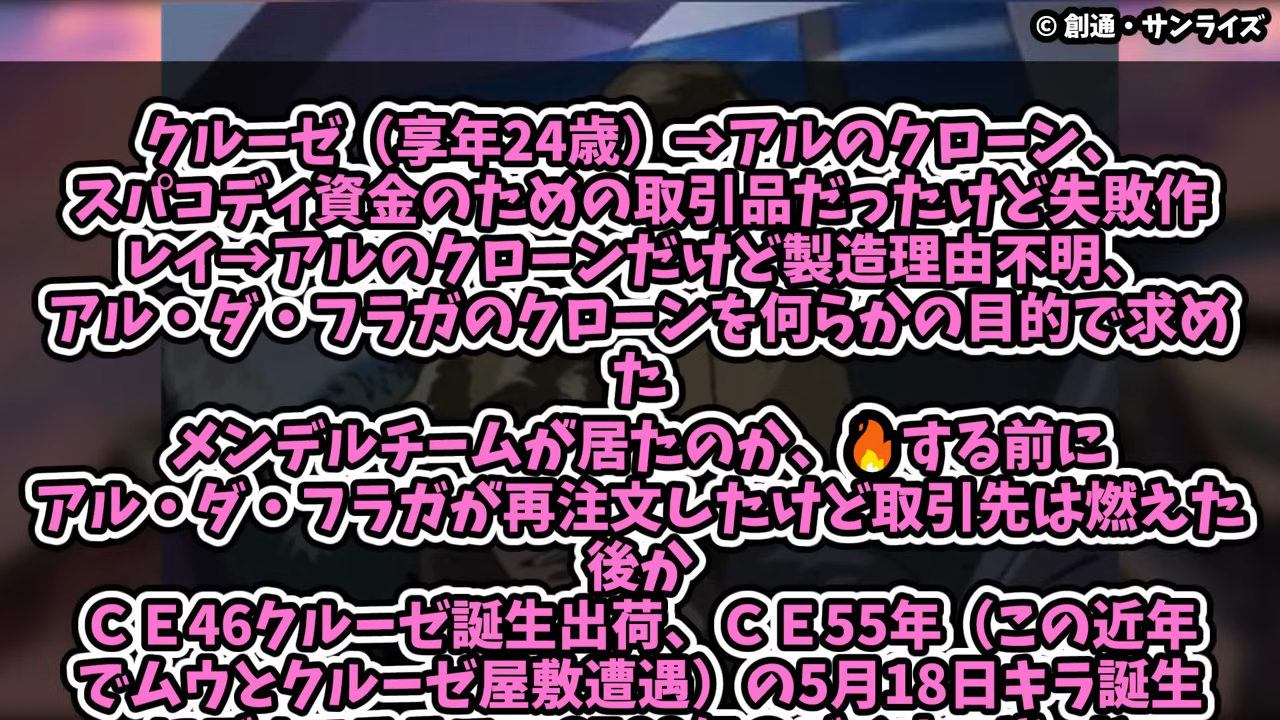 © 創通・サンライズ
クルーゼ（享年24歳）→アルのクローン、
スパコディ資金のための取引品だったけど失敗作
レイ→アルのクローンだけど製造理由不明、
アル・ダ・フラガのクローンを何らかの目的で求め
た
メンデルチームが居たのか、🔥する前に
アル・ダ・フラガが再注文したけど取引先は燃えた
後か
ＣＥ46クルーゼ誕生出荷、ＣＥ55年（この近年
でムウとクルーゼ屋敷遭遇）の5月18日キラ誕生